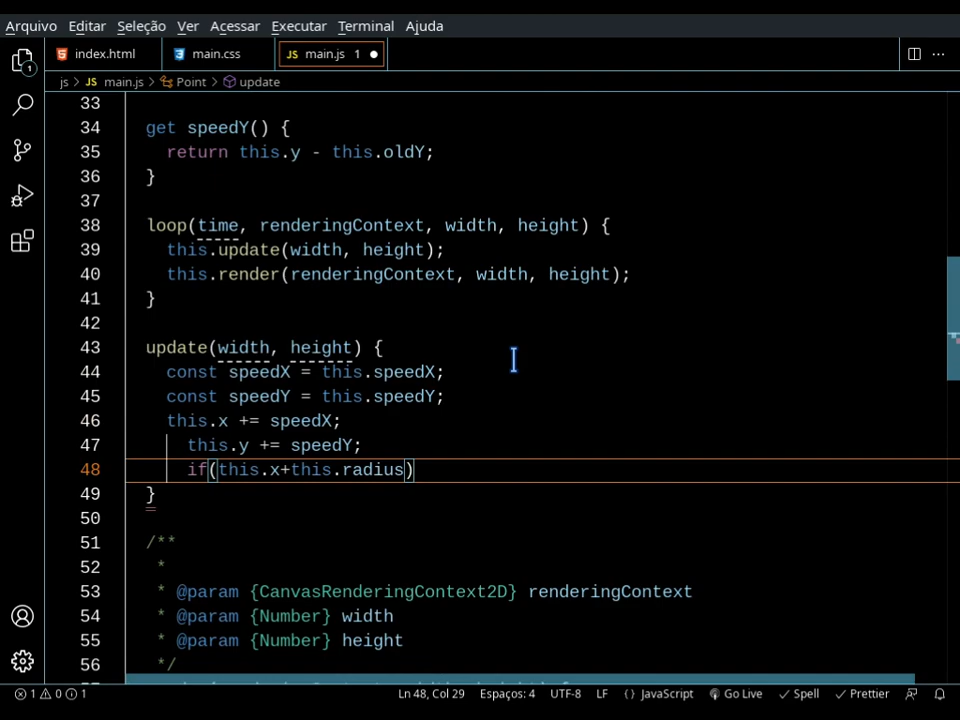 Arquivo Editar Seleção Ver Acessar Executar Terminal Ajuda
index.html main.css JS main.js 1
js > JS main.js > Point > update
33
34 get speedY() {
35 return this.y - this.oldY;
36 }
37
38 loop(time, renderingContext, width, height) {
39 this.update(width, height);
40 this.render(renderingContext, width, height);
41 }
42
43 update(width, height) {
44 const speedX = this.speedX;
45 const speedY = this.speedY;
46 this.x += speedX;
47 this.y += speedY;
48 if(this.x+this.radius)
49 }
50
51 /**
52 *
53 * @param {CanvasRenderingContext2D} renderingContext
54 * @param {Number} width
55 * @param {Number} height
56 */
1 0 1 Ln 48, Col 29 Espaços: 4 UTF-8 LF {} JavaScript Go Live Spell Prettier